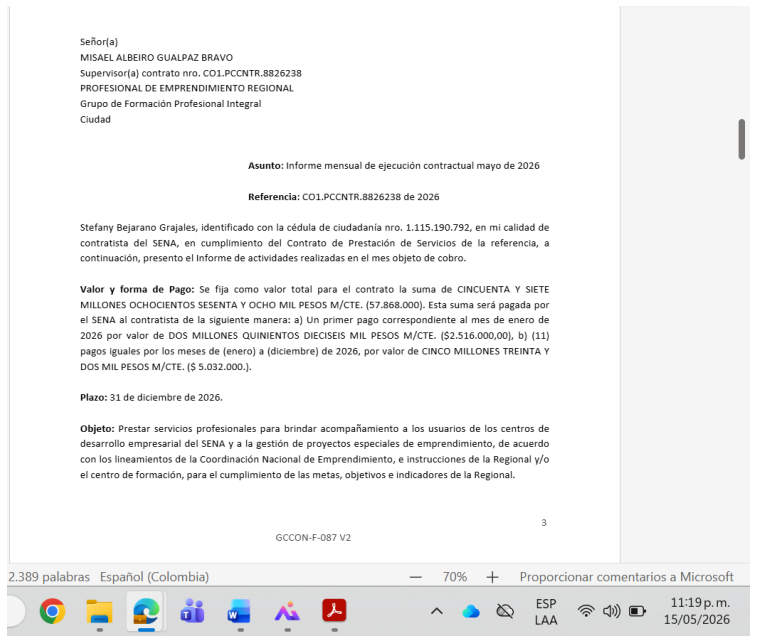 Señor(a)
MISAEL ALBEIRO GUALPAZ BRAVO
Supervisor(a) contrato nro. CO1.PCCNTR.8826238
PROFESIONAL DE EMPRENDIMIENTO REGIONAL
Grupo de Formación Profesional Integral
Ciudad
Asunto: Informe mensual de ejecución contractual mayo de 2026
Referencia: CO1.PCCNTR.8826238 de 2026
Stefany Bejarano Grajales, identificado con la cédula de ciudadanía nro. 1.115.190.792, en mi calidad de
contratista del SENA, en cumplimiento del Contrato de Prestación de Servicios de la referencia, a
continuación, presento el Informe de actividades realizadas en el mes objeto de cobro.
Valor y forma de Pago: Se fija como valor total para el contrato la suma de CINCUENTA Y SIETE
MILLONES OCHOCIENTOS SESENTA Y OCHO MIL PESOS M/CTE. (57.868.000). Esta suma será pagada por
el SENA al contratista de la siguiente manera: a) Un primer pago correspondiente al mes de enero de
2026 por valor de DOS MILLONES QUINIENTOS DIECISEIS MIL PESOS M/CTE. ($2.516.000,00), b) (11)
pagos iguales por los meses de (enero) a (diciembre) de 2026, por valor de CINCO MILLONES TREINTA Y
DOS MIL PESOS M/CTE. ($ 5.032.000.).
Plazo: 31 de diciembre de 2026.
Objeto: Prestar servicios profesionales para brindar acompañamiento a los usuarios de los centros de
desarrollo empresarial del SENA y a la gestión de proyectos especiales de emprendimiento, de acuerdo
con los lineamientos de la Coordinación Nacional de Emprendimiento, e instrucciones de la Regional y/o
el centro de formación, para el cumplimiento de las metas, objetivos e indicadores de la Regional.
3
GCCON-F-087 V2
2.389 palabras Español (Colombia) 70% Proporcionar comentarios a Microsoft
ESP
LAA
11:19 p. m.
15/05/2026